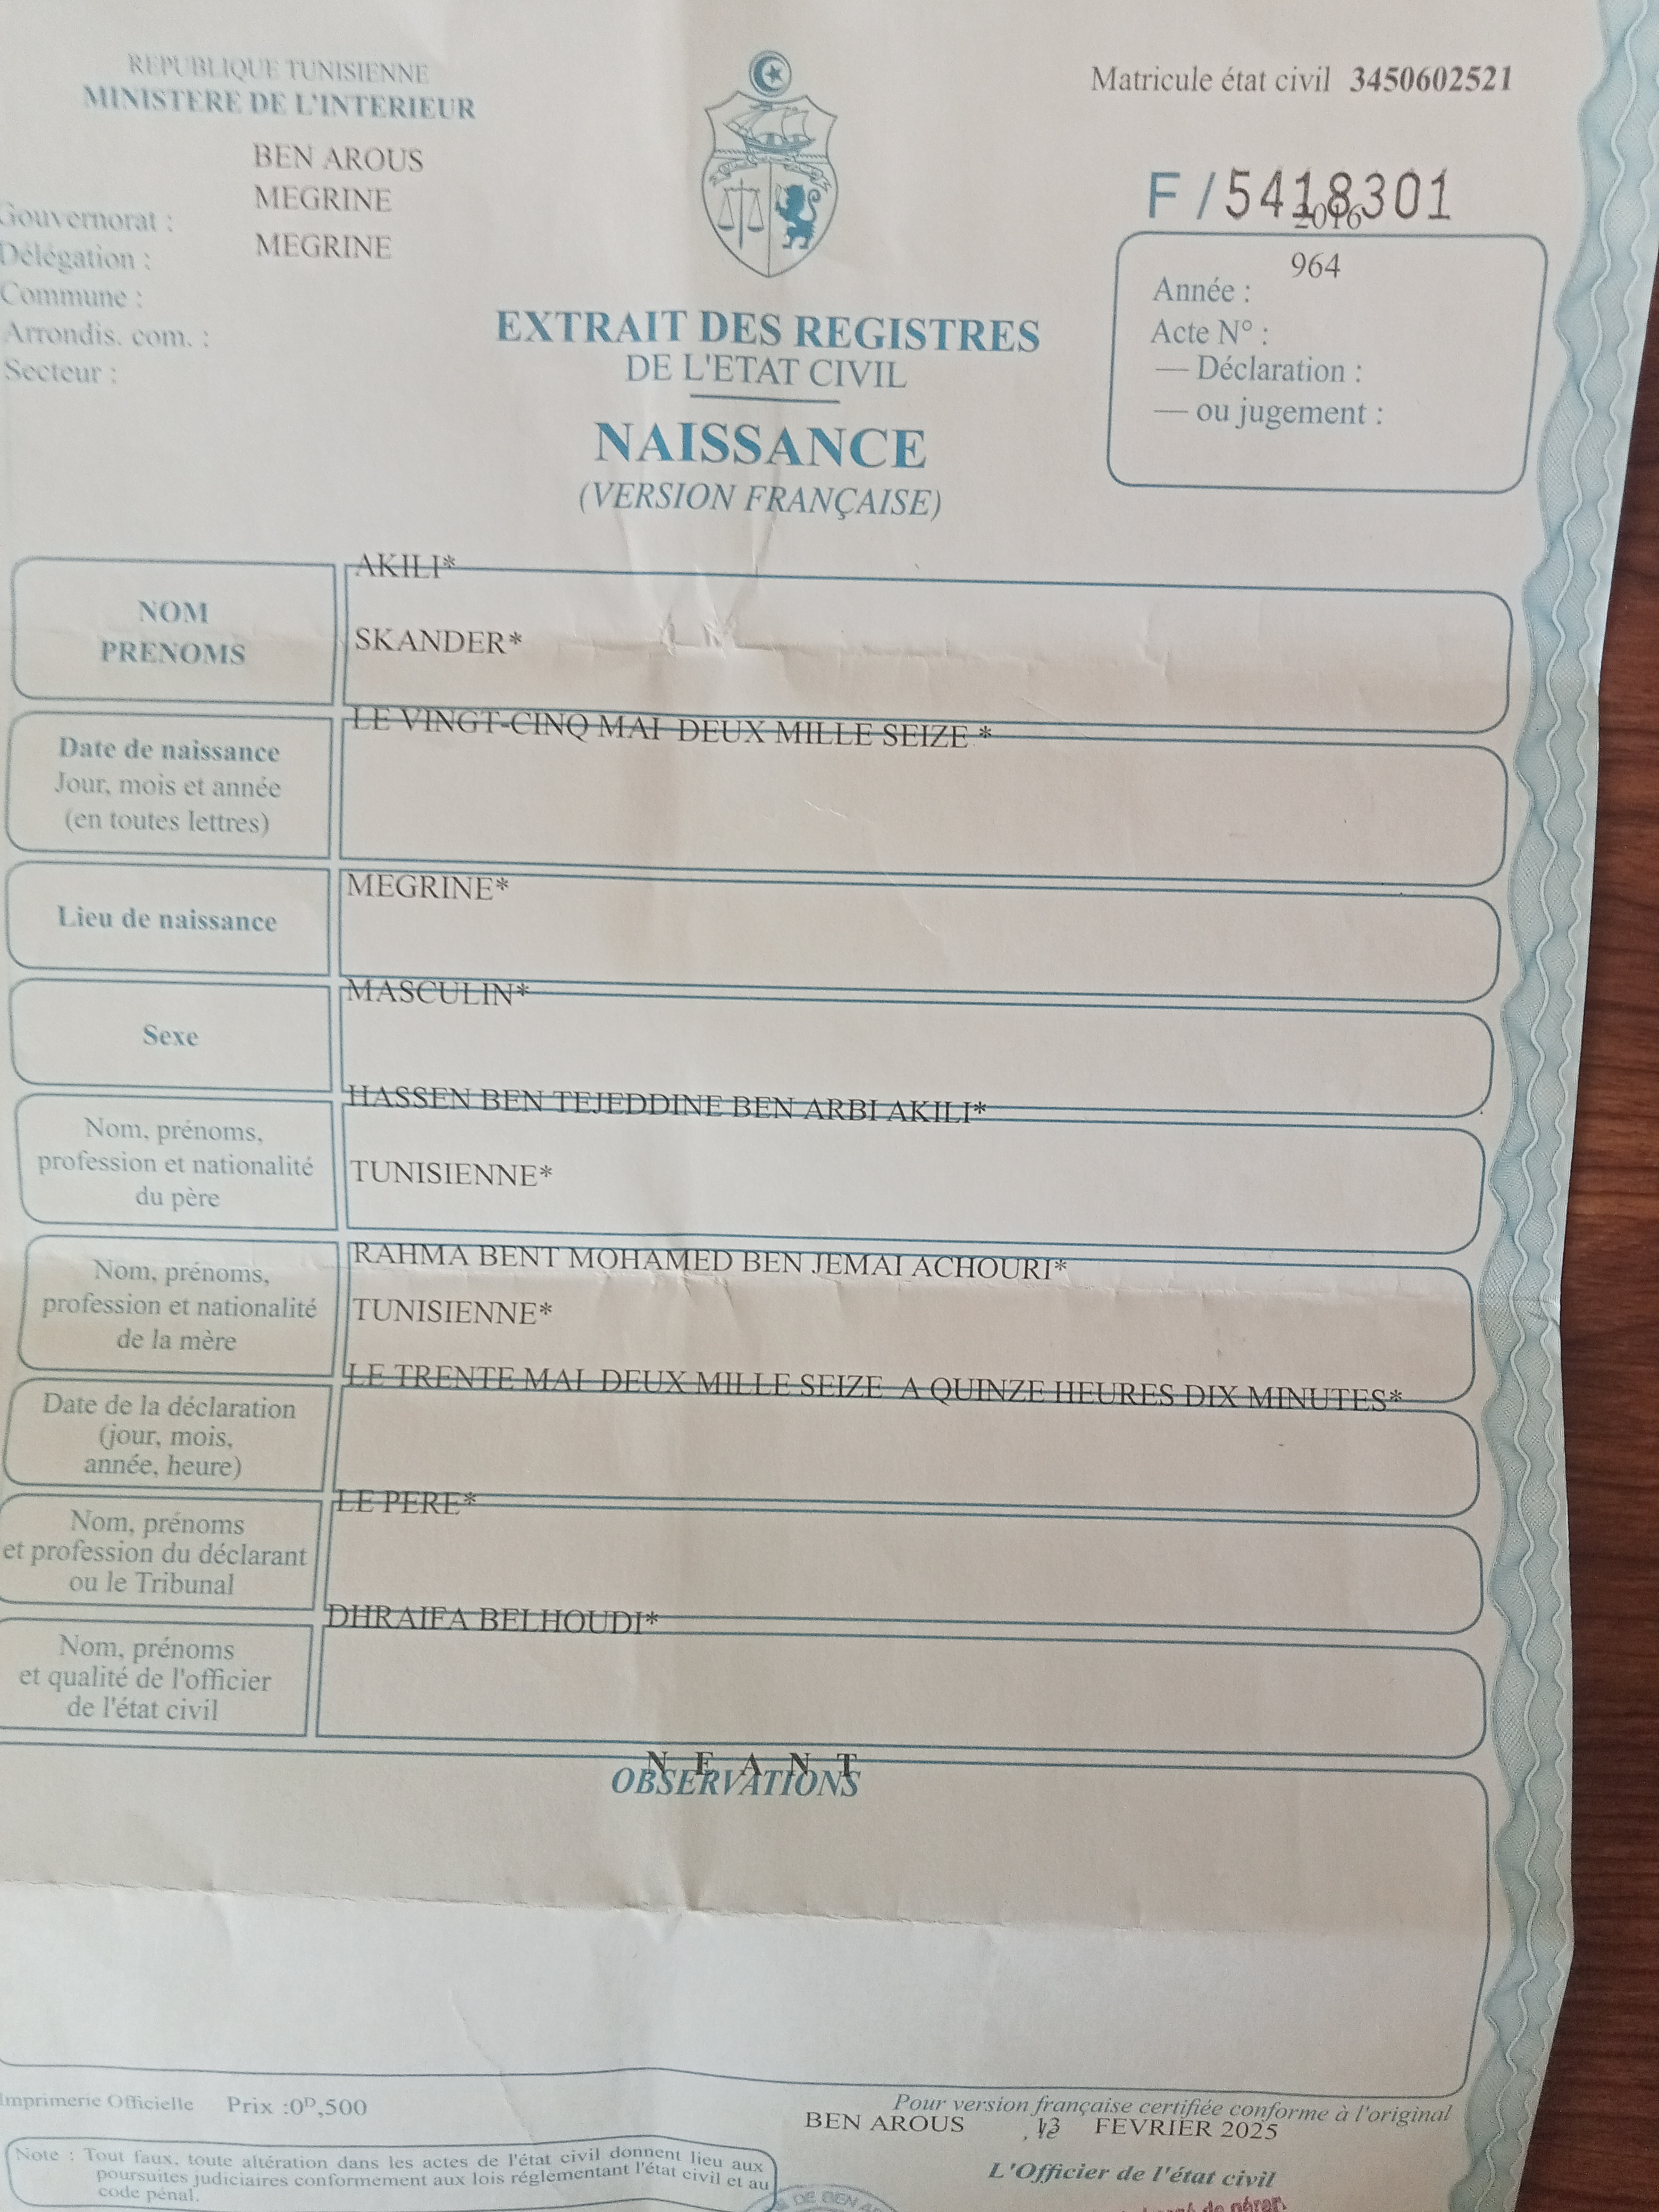 REPUBLIQUE TUNISIENNE
MINISTERE DE L'INTERIEUR
BEN AROUS
MEGRINE
Gouvernorat :
MEGRINE
Délégation :
Commune :
Arrondis. com. :
Secteur :
Matricule état civil 3450602521
F / 5418301
2016
964
Année :
Acte N° :
— Déclaration :
— ou jugement :
EXTRAIT DES REGISTRES
DE L'ETAT CIVIL
NAISSANCE
(VERSION FRANÇAISE)
NOM
PRENOMS
AKILI*
SKANDER*
Date de naissance
Jour, mois et année
(en toutes lettres)
LE VINGT-CINQ MAI DEUX MILLE SEIZE *
Lieu de naissance
MEGRINE*
Sexe
MASCULIN*
Nom, prénoms,
profession et nationalité
du père
HASSEN BEN TEJEDDINE BEN ARBI AKILI*
TUNISIENNE*
Nom, prénoms,
profession et nationalité
de la mère
RAHMA BENT MOHAMED BEN JEMAI ACHOURI*
TUNISIENNE*
Date de la déclaration
(jour, mois,
année, heure)
LE TRENTE MAI DEUX MILLE SEIZE A QUINZE HEURES DIX MINUTES*
Nom, prénoms
et profession du déclarant
ou le Tribunal
LE PERE*
Nom, prénoms
et qualité de l'officier
de l'état civil
DHRAIFA BELHOUDI*
N E A N T
OBSERVATIONS
Imprimerie Officielle Prix :0D,500
Pour version française certifiée conforme à l'original
BEN AROUS FEVRIER 2025
L'Officier de l'état civil
Note : Tout faux, toute altération dans les actes de l'état civil donnent lieu aux
poursuites judiciaires conformement aux lois réglementant l'état civil et au
code pénal.
DE BEN